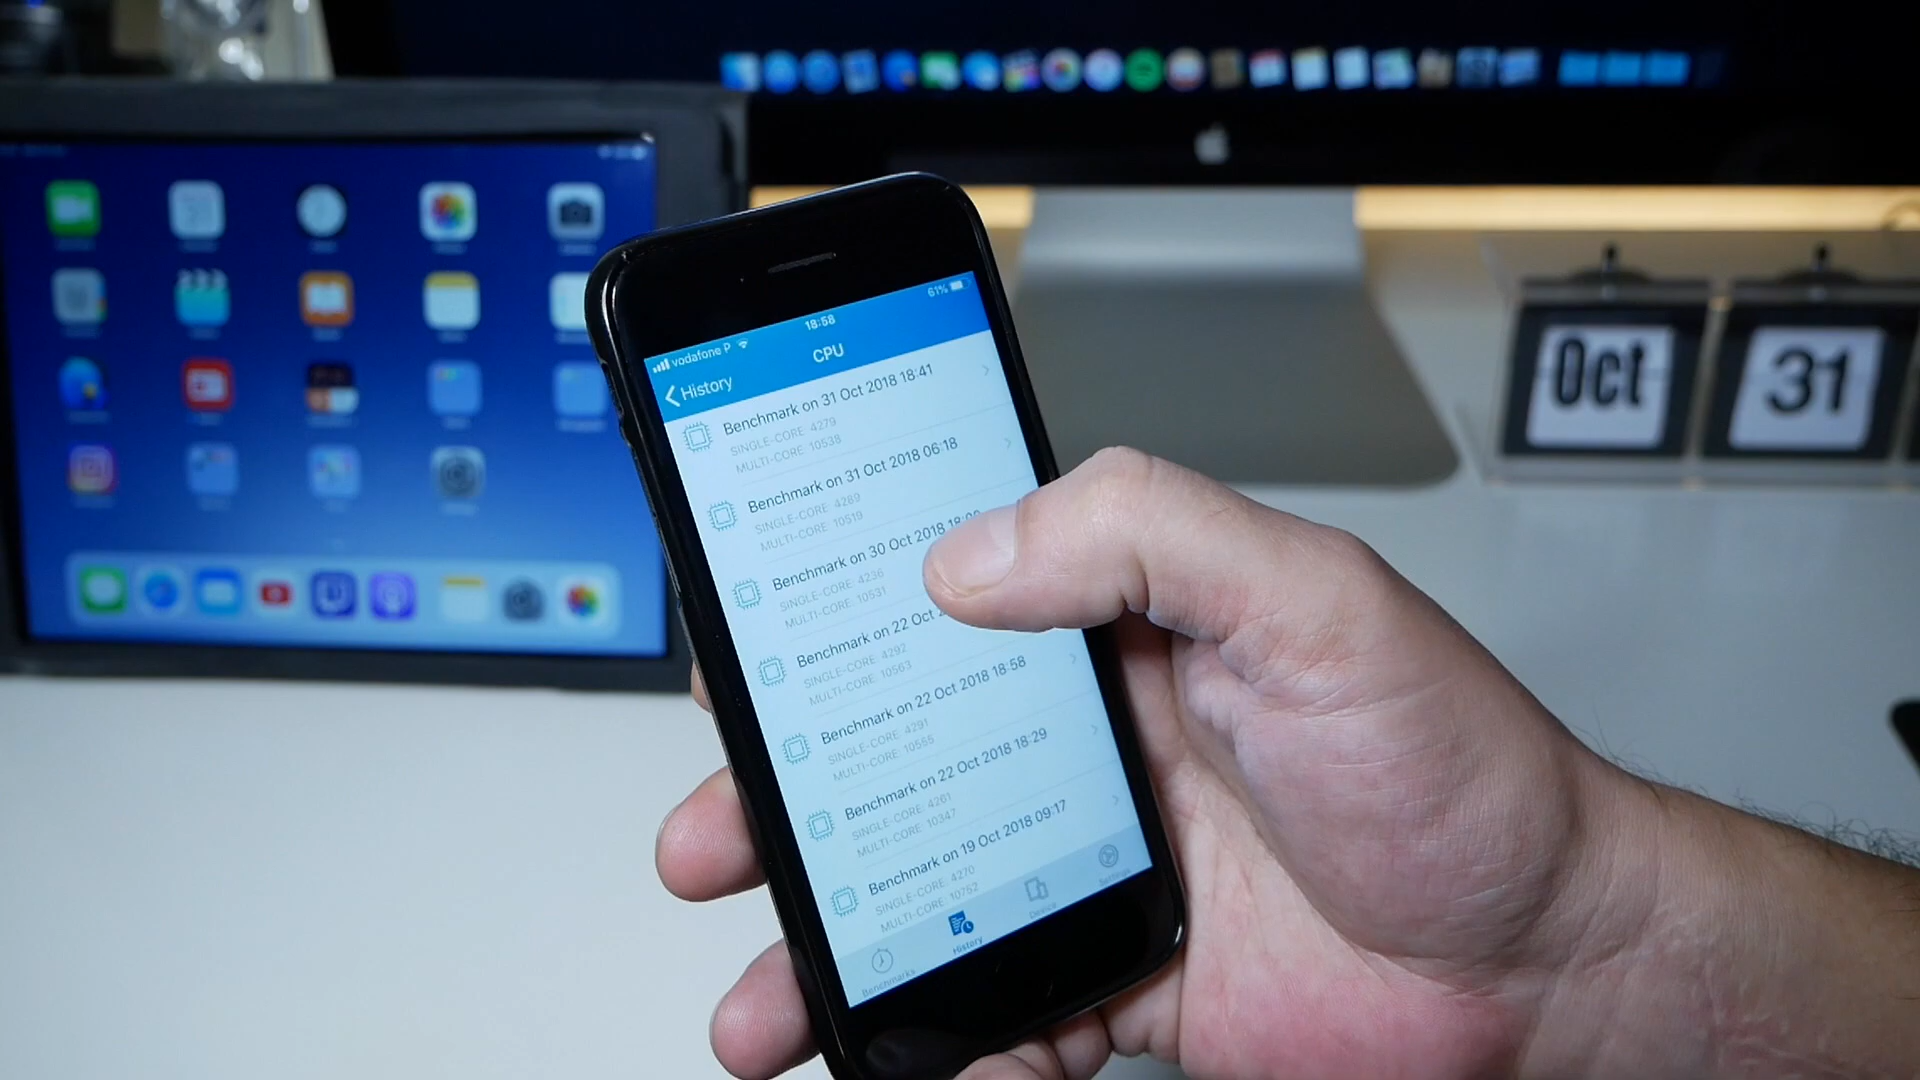 vodafone P
18:58
61%
History
CPU
Benchmark on 31 Oct 2018 18:41
SINGLE-CORE: 4279
MULTI-CORE: 10538
Benchmark on 31 Oct 2018 06:18
SINGLE-CORE: 4289
MULTI-CORE: 10519
Benchmark on 30 Oct 2018
SINGLE-CORE: 4236
MULTI-CORE: 10531
Benchmark on 22 Oct
SINGLE-CORE: 4292
MULTI-CORE: 10563
Benchmark on 22 Oct 2018 18:58
SINGLE-CORE: 4291
MULTI-CORE: 10555
Benchmark on 22 Oct 2018 18:29
SINGLE-CORE: 4261
MULTI-CORE: 10347
Benchmark on 19 Oct 2018 09:17
SINGLE-CORE: 4270
MULTI-CORE: 10752
Benchmarks
History
Device
Settings
Oct
31